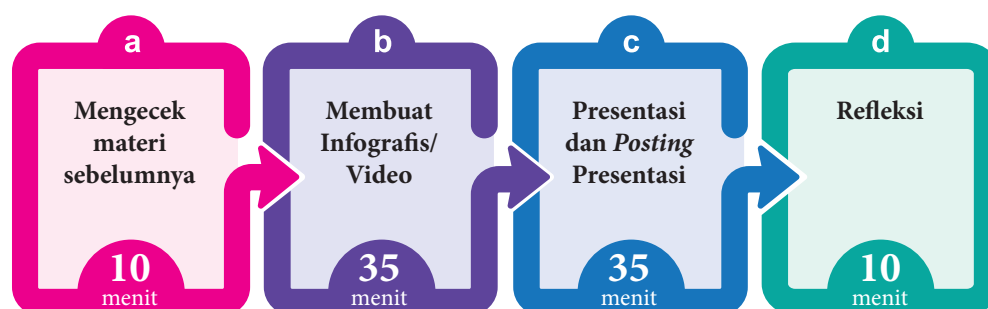 a
Mengecek
materi
sebelumnya
10
menit
b
Membuat
Infografis/
Video
35
menit
c
Presentasi
dan Posting
Presentasi
35
menit
d
Refleksi
10
menit